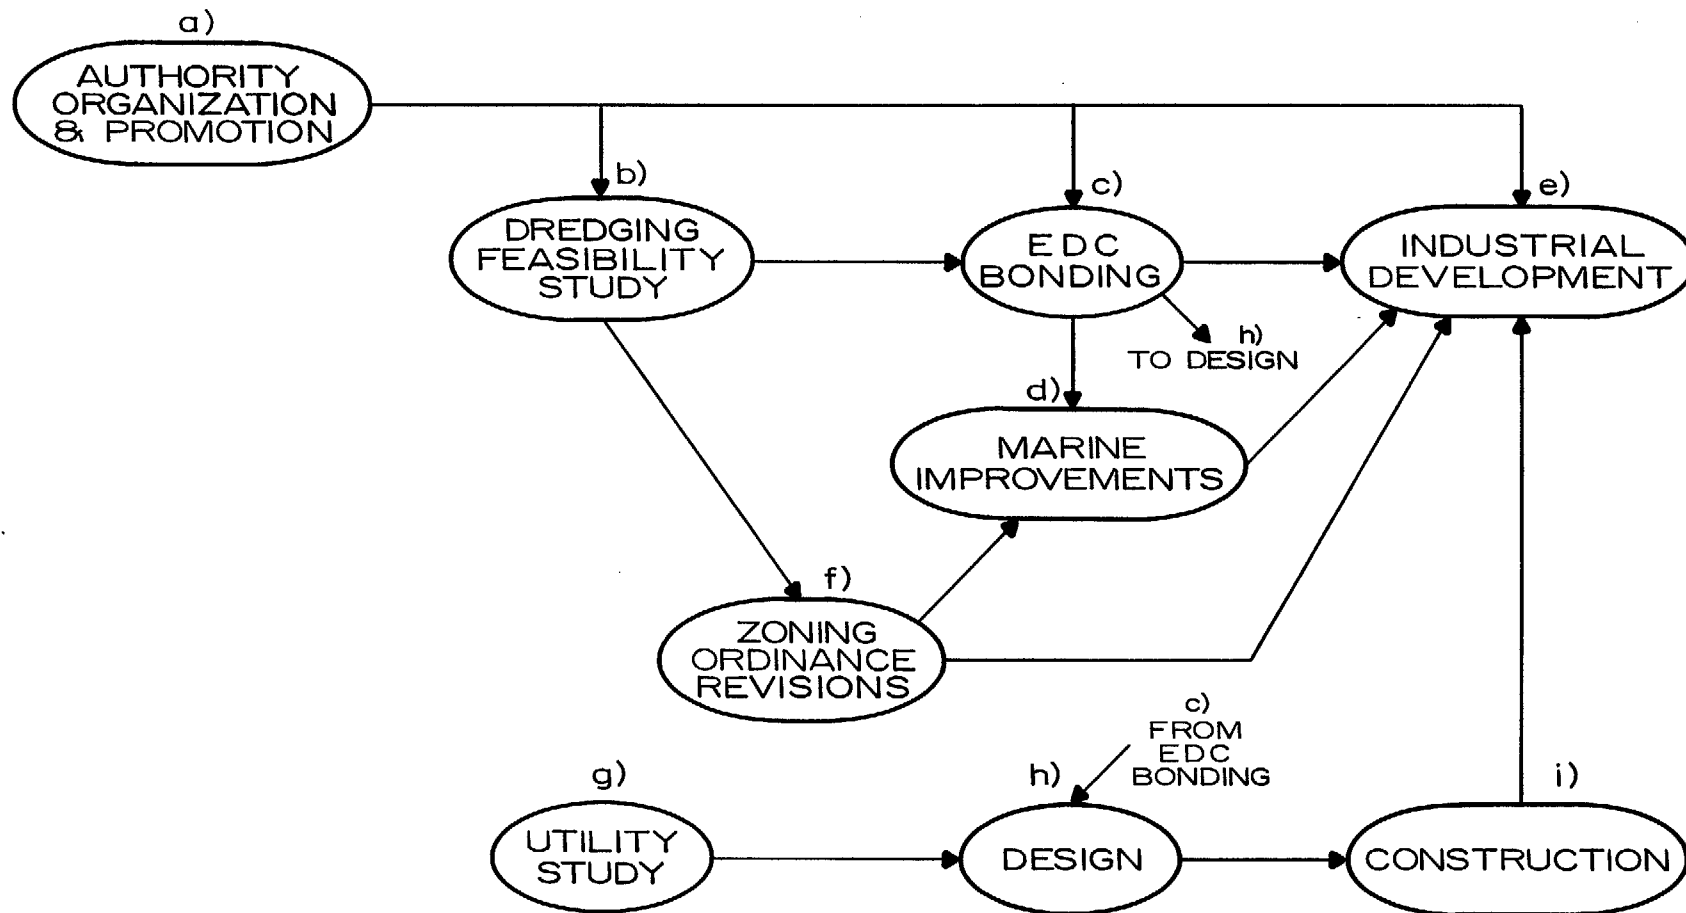 a)
AUTHORITY
ORGANIZATION
& PROMOTION
b)
DREDGING
FEASIBILITY
STUDY
c)
EDC
BONDING
e)
INDUSTRIAL
DEVELOPMENT
h)
TO DESIGN
d)
MARINE
IMPROVEMENTS
f)
ZONING
ORDINANCE
REVISIONS
c)
FROM
EDC
BONDING
g)
UTILITY
STUDY
h)
DESIGN
i)
CONSTRUCTION